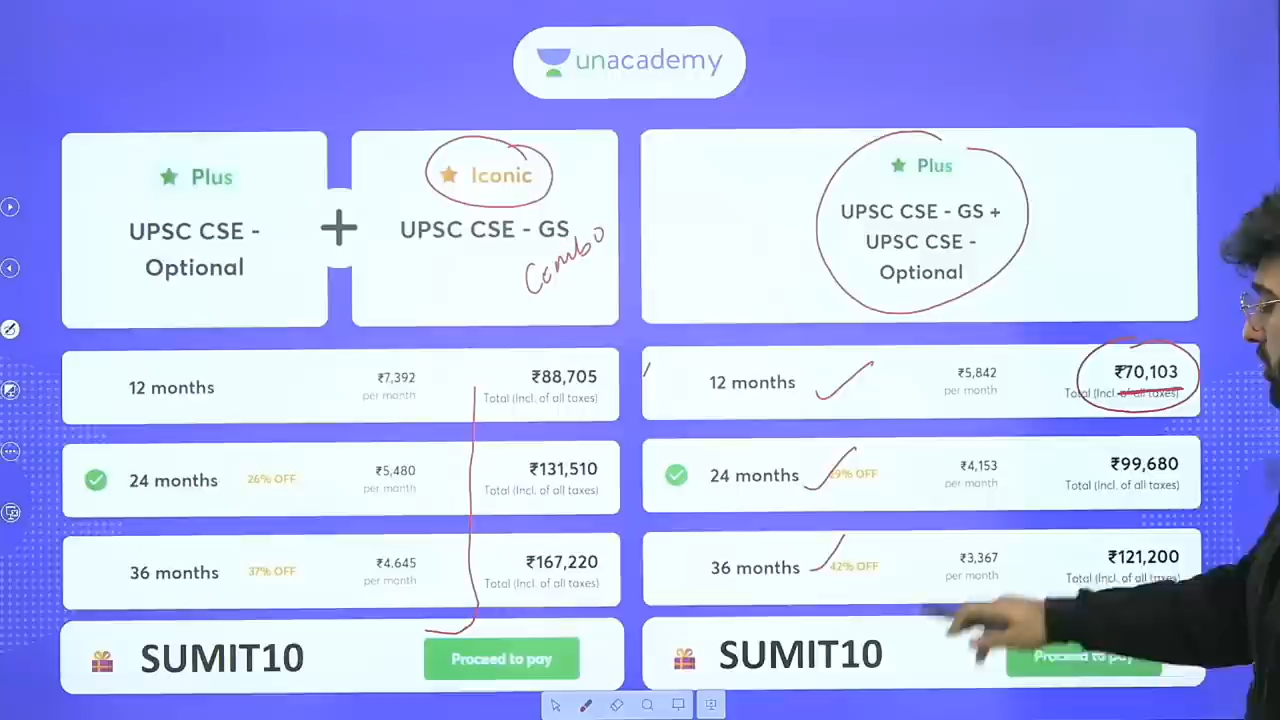 unacademy
Plus
UPSC CSE -
Optional
+
Iconic
UPSC CSE - GS
Combo
Plus
UPSC CSE - GS +
UPSC CSE -
Optional
12 months ₹7,392 ₹88,705
per month Total (Incl. of all taxes)
24 months 26% OFF ₹5,480 ₹131,510
per month Total (Incl. of all taxes)
36 months 37% OFF ₹4,645 ₹167,220
per month Total (Incl. of all taxes)
SUMIT10 Proceed to pay
12 months ₹5,842 ₹70,103
per month Total (Incl. of all taxes)
24 months 29% OFF ₹4,153 ₹99,680
per month Total (Incl. of all taxes)
36 months 42% OFF ₹3,367 ₹121,200
per month Total (Incl. of all taxes)
SUMIT10 Proceed to pay